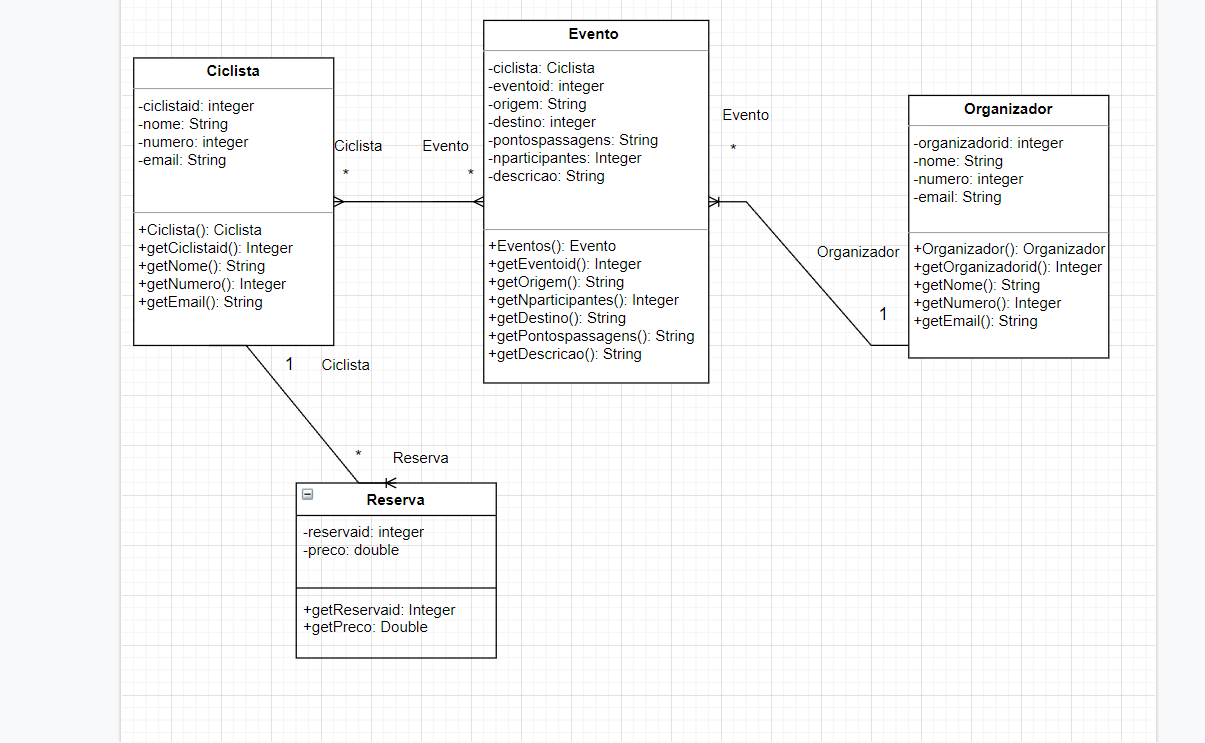 Ciclista
-ciclistaid: integer
-nome: String
-numero: integer
-email: String
+Ciclista(): Ciclista
+getCiclistaid(): Integer
+getNome(): String
+getNumero(): Integer
+getEmail(): String
Ciclista
*
Evento
*
Evento
-ciclista: Ciclista
-eventoid: integer
-origem: String
-destino: integer
-pontospassagens: String
-nparticipantes: Integer
-descricao: String
+Eventos(): Evento
+getEventoid(): Integer
+getOrigem(): String
+getNparticipantes(): Integer
+getDestino(): String
+getPontospassagens(): String
+getDescricao(): String
Evento
*
Organizador
1
Organizador
-organizadorid: integer
-nome: String
-numero: integer
-email: String
+Organizador(): Organizador
+getOrganizadorid(): Integer
+getNome(): String
+getNumero(): Integer
+getEmail(): String
1
Ciclista
*
Reserva
Reserva
-reservaid: integer
-preco: double
+getReservaid: Integer
+getPreco: Double